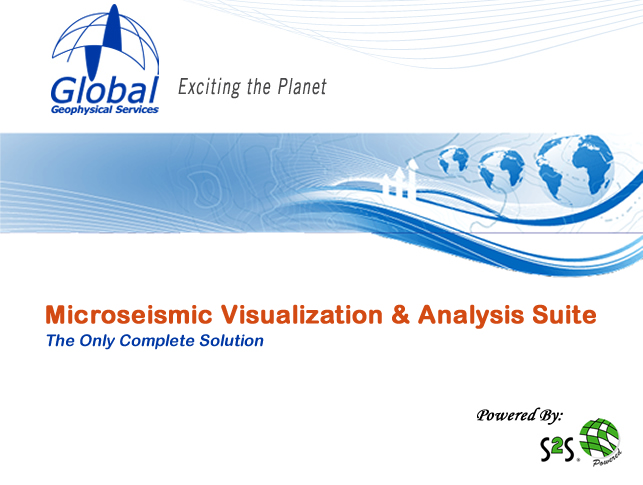 Global
Geophysical Services
Exciting the Planet
Microseismic Visualization & Analysis Suite
The Only Complete Solution
Powered By:
S2S®
Powered